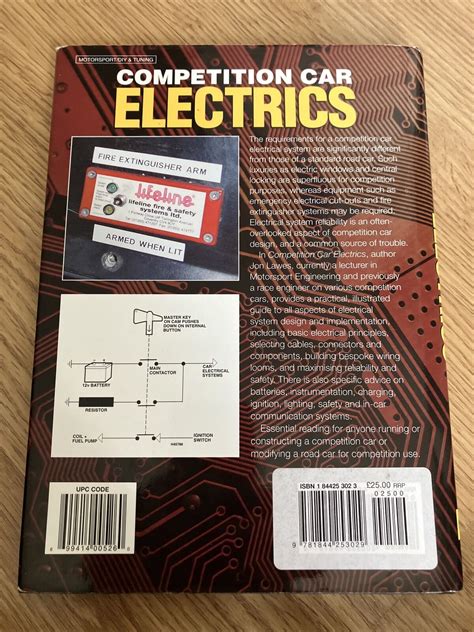 MOTORSPORT/DIY & TUNING
COMPETITION CAR
ELECTRICS
FIRE EXTINGUISHER ARM
lifeline
lifeline fire & safety
systems ltd.
ARMED WHEN LIT
The requirements for a competition car
electrical system are significantly different
from those of a standard road car. Such
luxuries as electric windows and central
locking are superfluous for competition
purposes, whereas equipment such as
emergency electrical cut-outs and fire
extinguisher systems may be required.
Electrical system reliability is an often-
overlooked aspect of competition car
design, and a common source of trouble.
In Competition Car Electrics, author
Jon Lawes, currently a lecturer in
Motorsport Engineering and previously
a race engineer on various competition
cars, provides a practical, illustrated
guide to all aspects of electrical
system design and implementation,
including basic electrical principles,
selecting cables, connectors and
components, building bespoke wiring
looms, and maximising reliability and
safety. There is also specific advice on
batteries, instrumentation, charging,
ignition, lighting, safety and in-car
communication systems.
Essential reading for anyone running or
constructing a competition car or
modifying a road car for competition use.
MASTER KEY
ON CAM PUSHES
DOWN ON INTERNAL
BUTTON
12v BATTERY
MAIN
CONTACTOR
CAR
ELECTRICAL
SYSTEMS
RESISTOR
COIL +
FUEL PUMP
IGNITION
SWITCH
UPC CODE
8 99414 00526 8
ISBN 1 84425 302 3
£25.00 RRP
02500
9 781844 253029